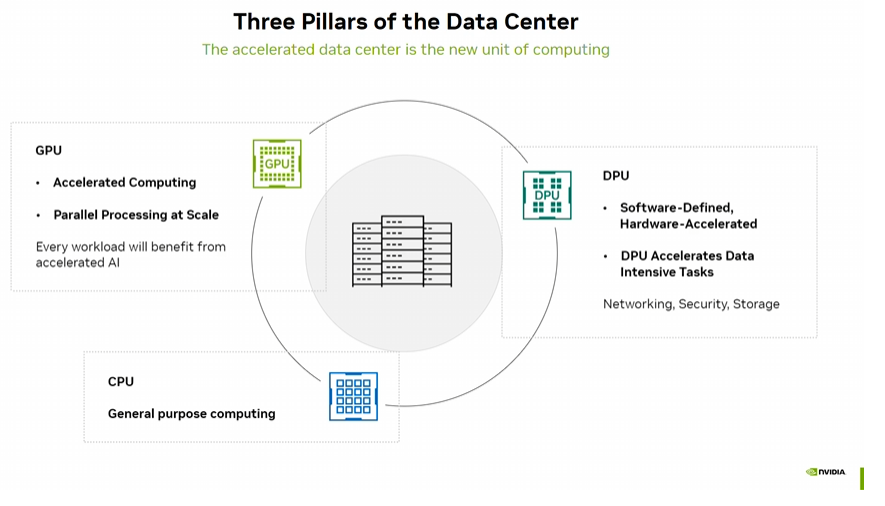 Three Pillars of the Data Center
The accelerated data center is the new unit of computing
GPU
• Accelerated Computing
• Parallel Processing at Scale
Every workload will benefit from
accelerated AI
GPU
DPU
DPU
• Software-Defined,
Hardware-Accelerated
• DPU Accelerates Data
Intensive Tasks
Networking, Security, Storage
CPU
General purpose computing
NVIDIA